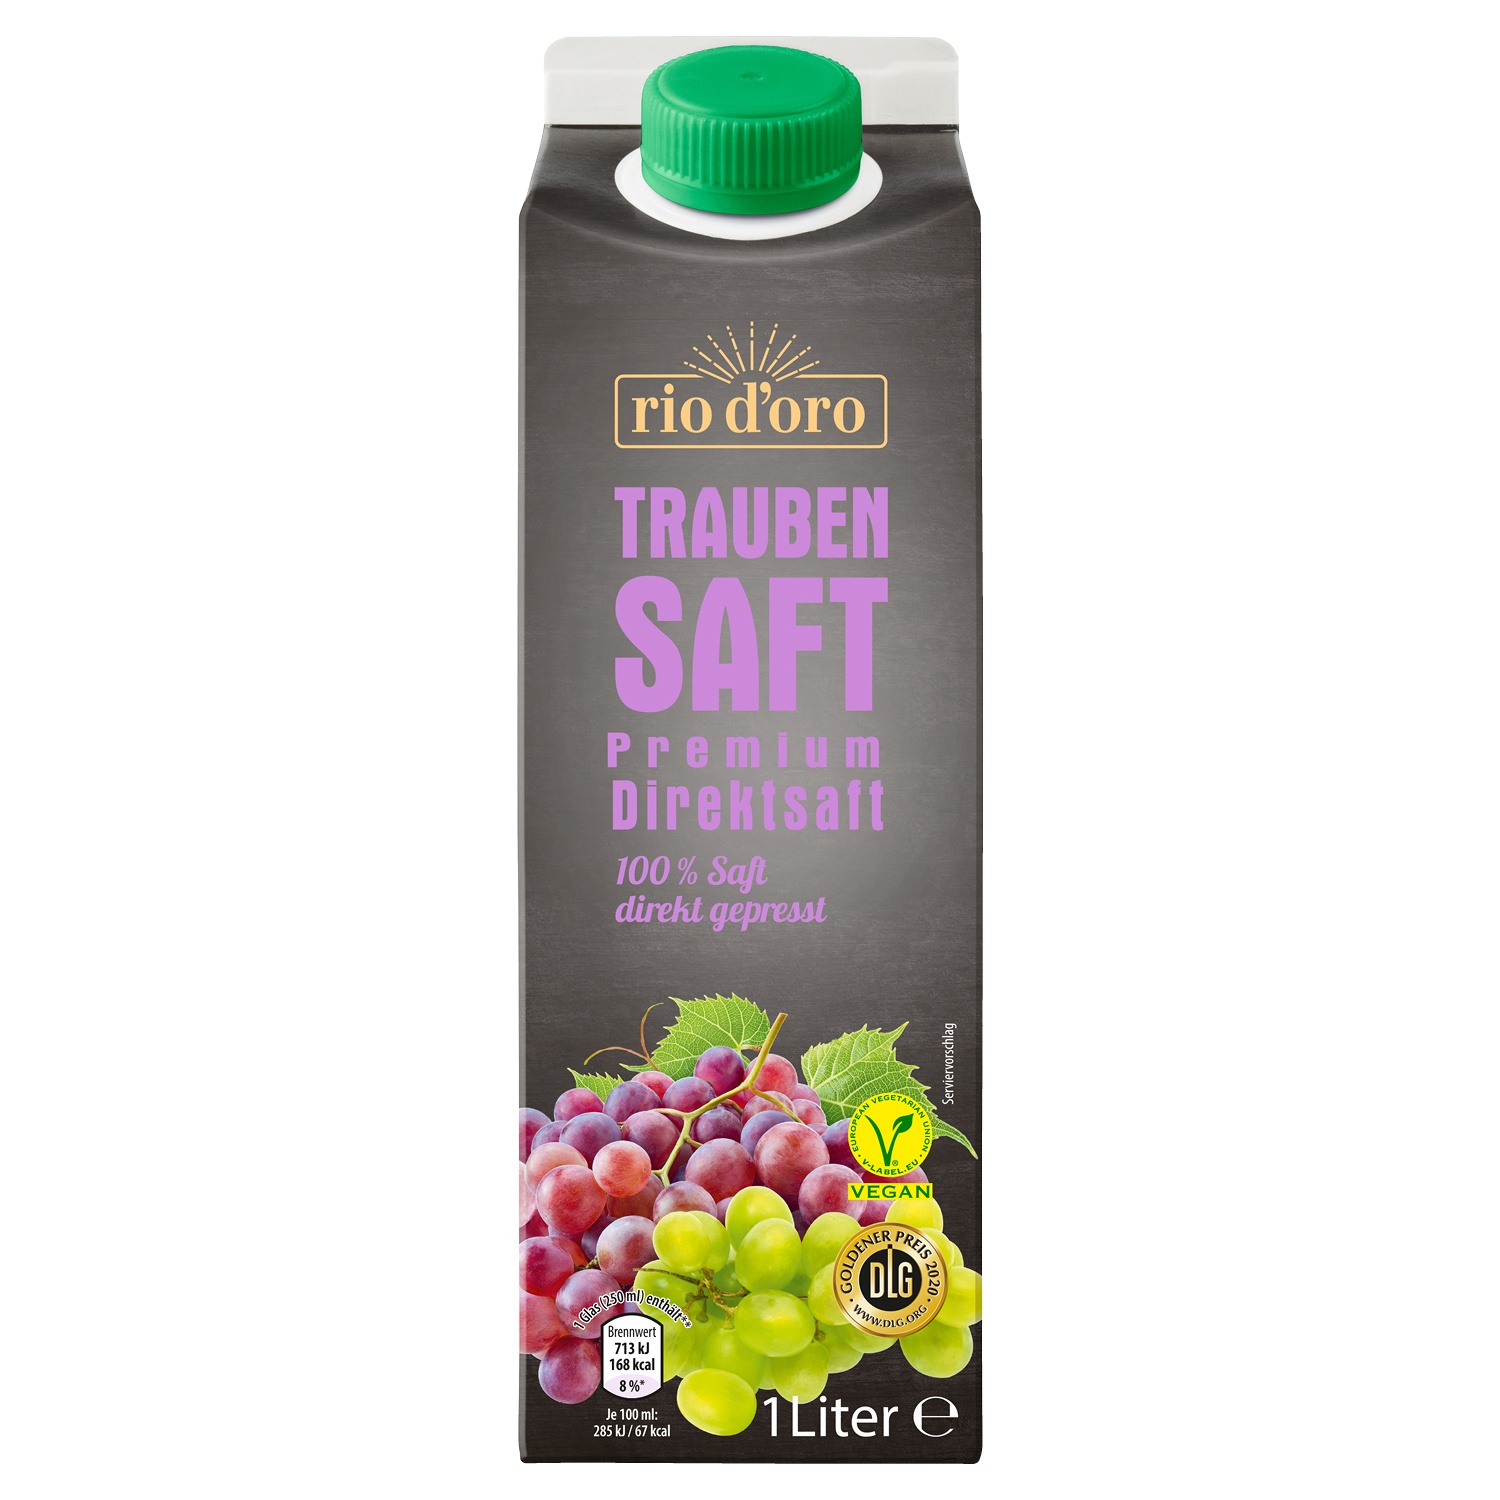 rio d'oro
TRAUBEN
SAFT
Premium
Direktsaft
100 % Saft
direkt gepresst
Serviervorschlag
EUROPEAN VEGETARIAN UNION
V-LABEL.EU
®
VEGAN
GOLDENER PREIS 2020
DLG
WWW.DLG.ORG
1 Glas (250 ml) enthält**
Brennwert
713 kJ
168 kcal
8 %*
Je 100 ml:
285 kJ / 67 kcal
1 Liter ℮